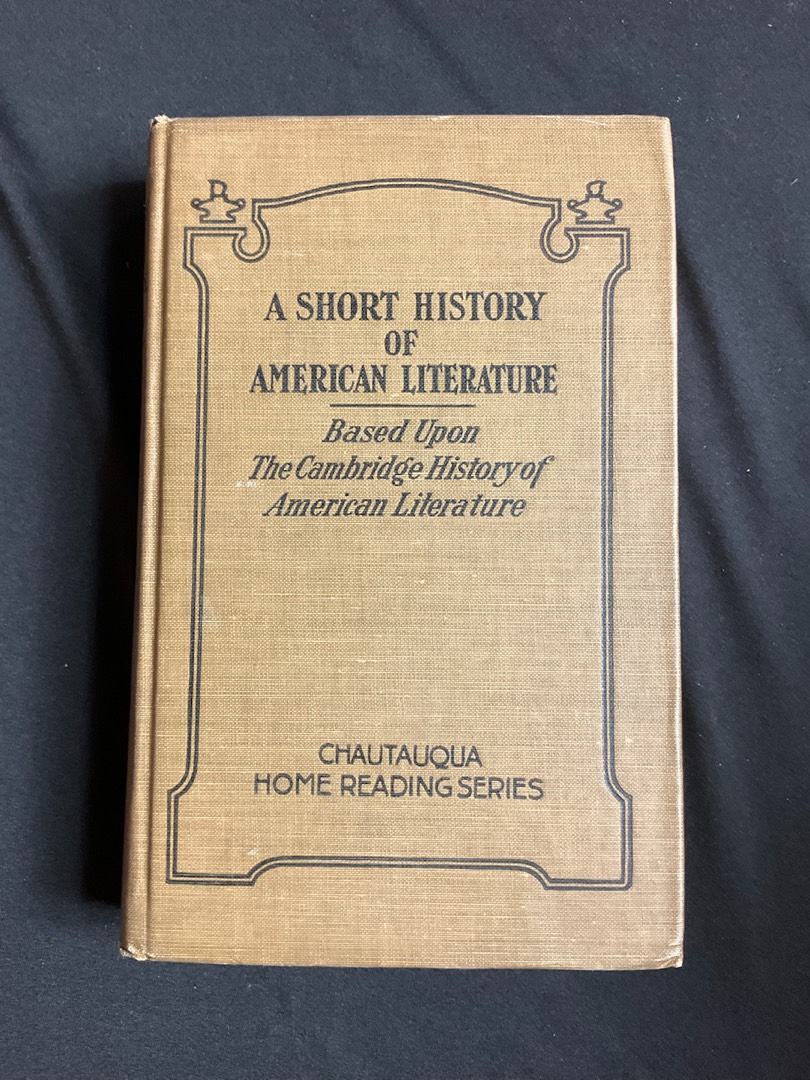 A SHORT HISTORY
OF
AMERICAN LITERATURE
Based Upon
The Cambridge History of
American Literature
CHAUTAUQUA
HOME READING SERIES